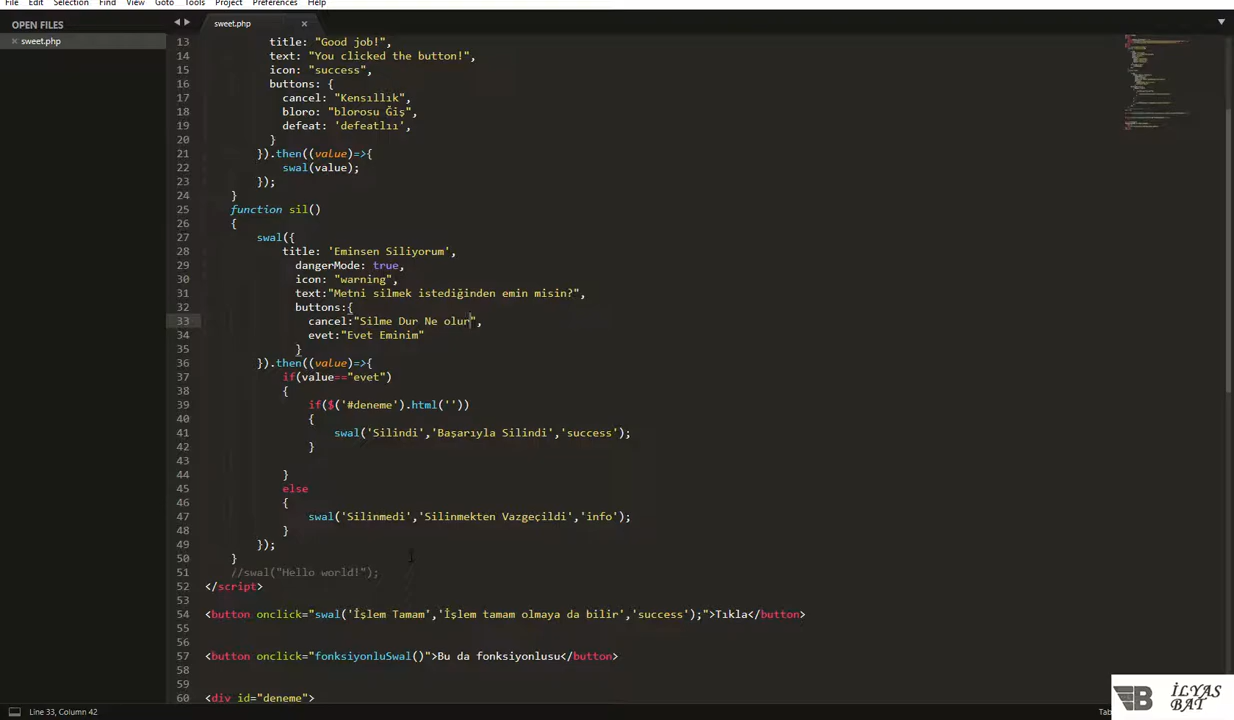 File Edit Selection Find View Goto Tools Project Preferences Help
OPEN FILES
sweet.php
sweet.php
13 title: "Good job!",
14 text: "You clicked the button!",
15 icon: "success",
16 buttons: {
17 cancel: "Kensıllık",
18 bloro: "blorosu Ğiş",
19 defeat: 'defeatlıı',
20 }
21 }).then((value)=>{
22 swal(value);
23 });
24 }
25 function sil()
26 {
27 swal({
28 title: 'Eminsen Siliyorum',
29 dangerMode: true,
30 icon: "warning",
31 text:"Metni silmek istediğinden emin misin?",
32 buttons:{
33 cancel:"Silme Dur Ne olur",
34 evet:"Evet Eminim"
35 }
36 }).then((value)=>{
37 if(value=="evet")
38 {
39 if($('#deneme').html(''))
40 {
41 swal('Silindi','Başarıyla Silindi','success');
42 }
43
44 }
45 else
46 {
47 swal('Silinmedi','Silinmekten Vazgeçildi','info');
48 }
49 });
50 }
51 //swal("Hello world!");
52 </script>
53
54 <button onclick="swal('İşlem Tamam','İşlem tamam olmaya da bilir','success');">Tıkla</button>
55
56
57 <button onclick="fonksiyonluSwal()">Bu da fonksiyonlusu</button>
58
59
60 <div id="deneme">
Line 33, Column 42
İLYAS
BAT